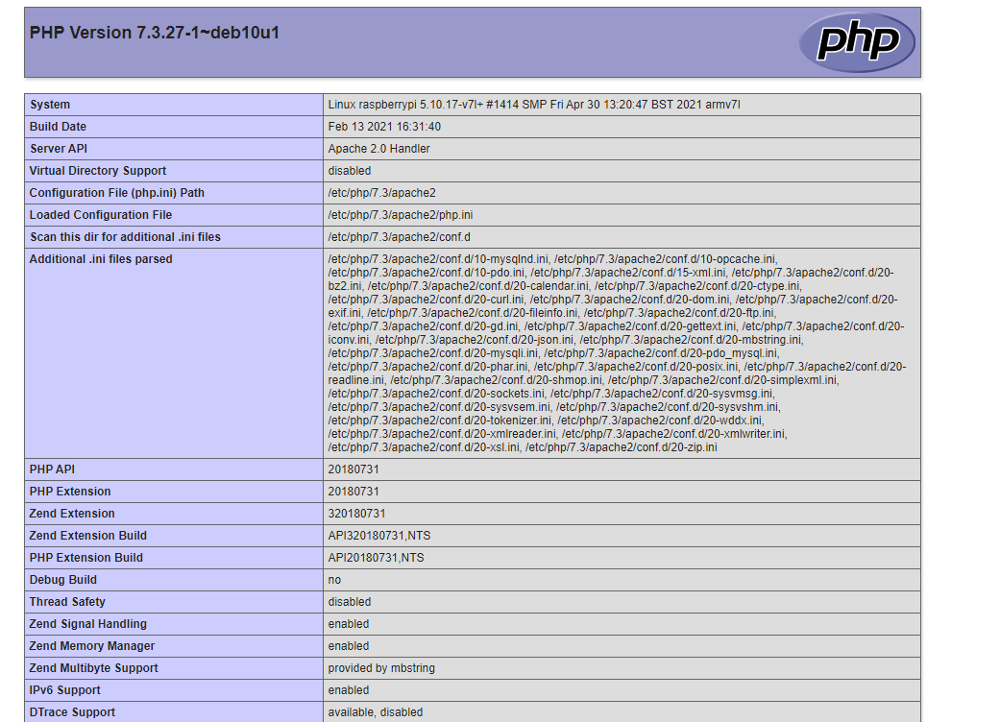 PHP Version 7.3.27-1~deb10u1
php
System Linux raspberrypi 5.10.17-v7l+ #1414 SMP Fri Apr 30 13:20:47 BST 2021 armv7l
Build Date Feb 13 2021 16:31:40
Server API Apache 2.0 Handler
Virtual Directory Support disabled
Configuration File (php.ini) Path /etc/php/7.3/apache2
Loaded Configuration File /etc/php/7.3/apache2/php.ini
Scan this dir for additional .ini files /etc/php/7.3/apache2/conf.d
Additional .ini files parsed /etc/php/7.3/apache2/conf.d/10-mysqlnd.ini, /etc/php/7.3/apache2/conf.d/10-opcache.ini,
/etc/php/7.3/apache2/conf.d/10-pdo.ini, /etc/php/7.3/apache2/conf.d/15-xml.ini, /etc/php/7.3/apache2/conf.d/20-
bz2.ini, /etc/php/7.3/apache2/conf.d/20-calendar.ini, /etc/php/7.3/apache2/conf.d/20-ctype.ini,
/etc/php/7.3/apache2/conf.d/20-curl.ini, /etc/php/7.3/apache2/conf.d/20-dom.ini, /etc/php/7.3/apache2/conf.d/20-
exif.ini, /etc/php/7.3/apache2/conf.d/20-fileinfo.ini, /etc/php/7.3/apache2/conf.d/20-ftp.ini,
/etc/php/7.3/apache2/conf.d/20-gd.ini, /etc/php/7.3/apache2/conf.d/20-gettext.ini, /etc/php/7.3/apache2/conf.d/20-
iconv.ini, /etc/php/7.3/apache2/conf.d/20-json.ini, /etc/php/7.3/apache2/conf.d/20-mbstring.ini,
/etc/php/7.3/apache2/conf.d/20-mysqli.ini, /etc/php/7.3/apache2/conf.d/20-pdo_mysql.ini,
/etc/php/7.3/apache2/conf.d/20-phar.ini, /etc/php/7.3/apache2/conf.d/20-posix.ini, /etc/php/7.3/apache2/conf.d/20-
readline.ini, /etc/php/7.3/apache2/conf.d/20-shmop.ini, /etc/php/7.3/apache2/conf.d/20-simplexml.ini,
/etc/php/7.3/apache2/conf.d/20-sockets.ini, /etc/php/7.3/apache2/conf.d/20-sysvmsg.ini,
/etc/php/7.3/apache2/conf.d/20-sysvsem.ini, /etc/php/7.3/apache2/conf.d/20-sysvshm.ini,
/etc/php/7.3/apache2/conf.d/20-tokenizer.ini, /etc/php/7.3/apache2/conf.d/20-wddx.ini,
/etc/php/7.3/apache2/conf.d/20-xmlreader.ini, /etc/php/7.3/apache2/conf.d/20-xmlwriter.ini,
/etc/php/7.3/apache2/conf.d/20-xsl.ini, /etc/php/7.3/apache2/conf.d/20-zip.ini
PHP API 20180731
PHP Extension 20180731
Zend Extension 320180731
Zend Extension Build API320180731,NTS
PHP Extension Build API20180731,NTS
Debug Build no
Thread Safety disabled
Zend Signal Handling enabled
Zend Memory Manager enabled
Zend Multibyte Support provided by mbstring
IPv6 Support enabled
DTrace Support available, disabled